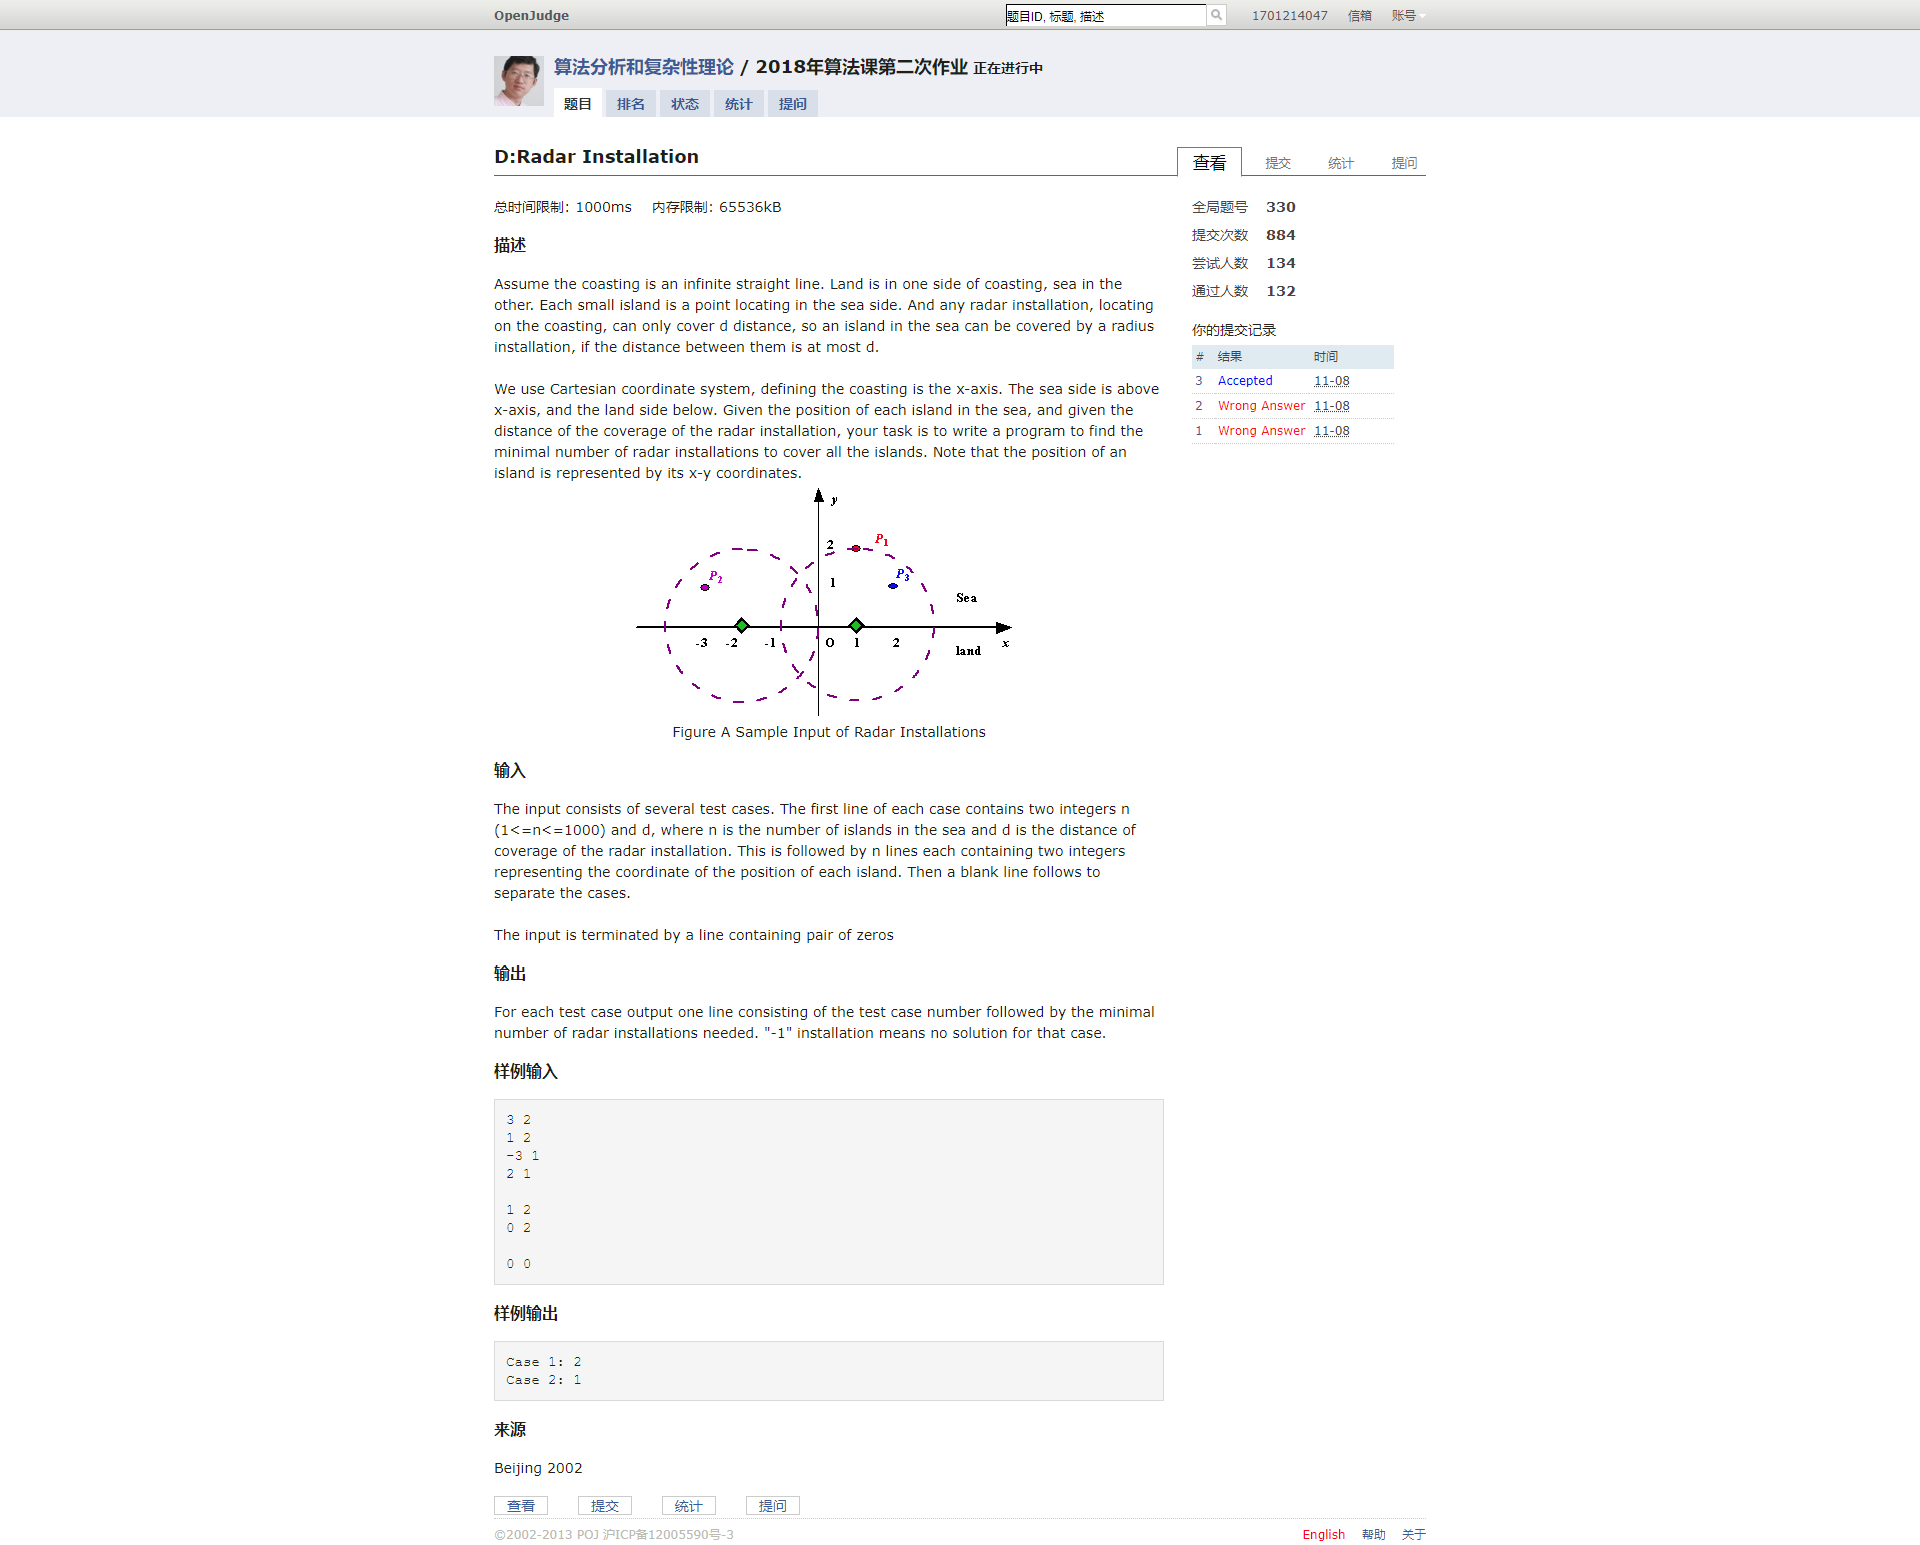 OpenJudge
题目ID, 标题, 描述
1701214047 信箱 账号
算法分析和复杂性理论 / 2018年算法课第二次作业 正在进行中
题目 排名 状态 统计 提问
D:Radar Installation
查看 提交 统计 提问
总时间限制: 1000ms 内存限制: 65536kB
描述
Assume the coasting is an infinite straight line. Land is in one side of coasting, sea in the
other. Each small island is a point locating in the sea side. And any radar installation, locating
on the coasting, can only cover d distance, so an island in the sea can be covered by a radius
installation, if the distance between them is at most d.
We use Cartesian coordinate system, defining the coasting is the x-axis. The sea side is above
x-axis, and the land side below. Given the position of each island in the sea, and given the
distance of the coverage of the radar installation, your task is to write a program to find the
minimal number of radar installations to cover all the islands. Note that the position of an
island is represented by its x-y coordinates.
y
2 P1
P2 1 P3
Sea
-3 -2 -1 O 1 2 x
land
Figure A Sample Input of Radar Installations
输入
The input consists of several test cases. The first line of each case contains two integers n
(1<=n<=1000) and d, where n is the number of islands in the sea and d is the distance of
coverage of the radar installation. This is followed by n lines each containing two integers
representing the coordinate of the position of each island. Then a blank line follows to
separate the cases.
The input is terminated by a line containing pair of zeros
输出
For each test case output one line consisting of the test case number followed by the minimal
number of radar installations needed. "-1" installation means no solution for that case.
样例输入
3 2
1 2
-3 1
2 1
1 2
0 2
0 0
样例输出
Case 1: 2
Case 2: 1
来源
Beijing 2002
查看 提交 统计 提问
全局题号 330
提交次数 884
尝试人数 134
通过人数 132
你的提交记录
# 结果 时间
3 Accepted 11-08
2 Wrong Answer 11-08
1 Wrong Answer 11-08
©2002-2013 POJ 沪ICP备12005590号-3
English 帮助 关于